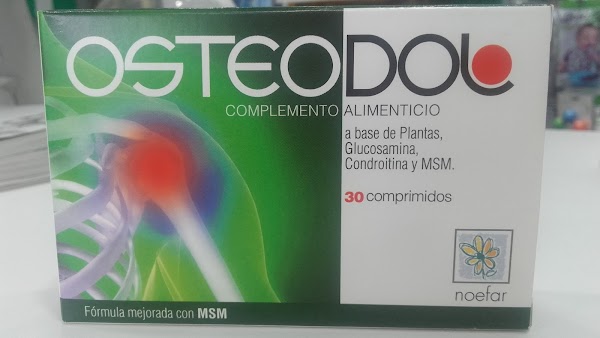 OSTEODOL
COMPLEMENTO ALIMENTICIO
a base de Plantas,
Glucosamina,
Condroitina y MSM.
30 comprimidos
noefar
Fórmula mejorada con MSM